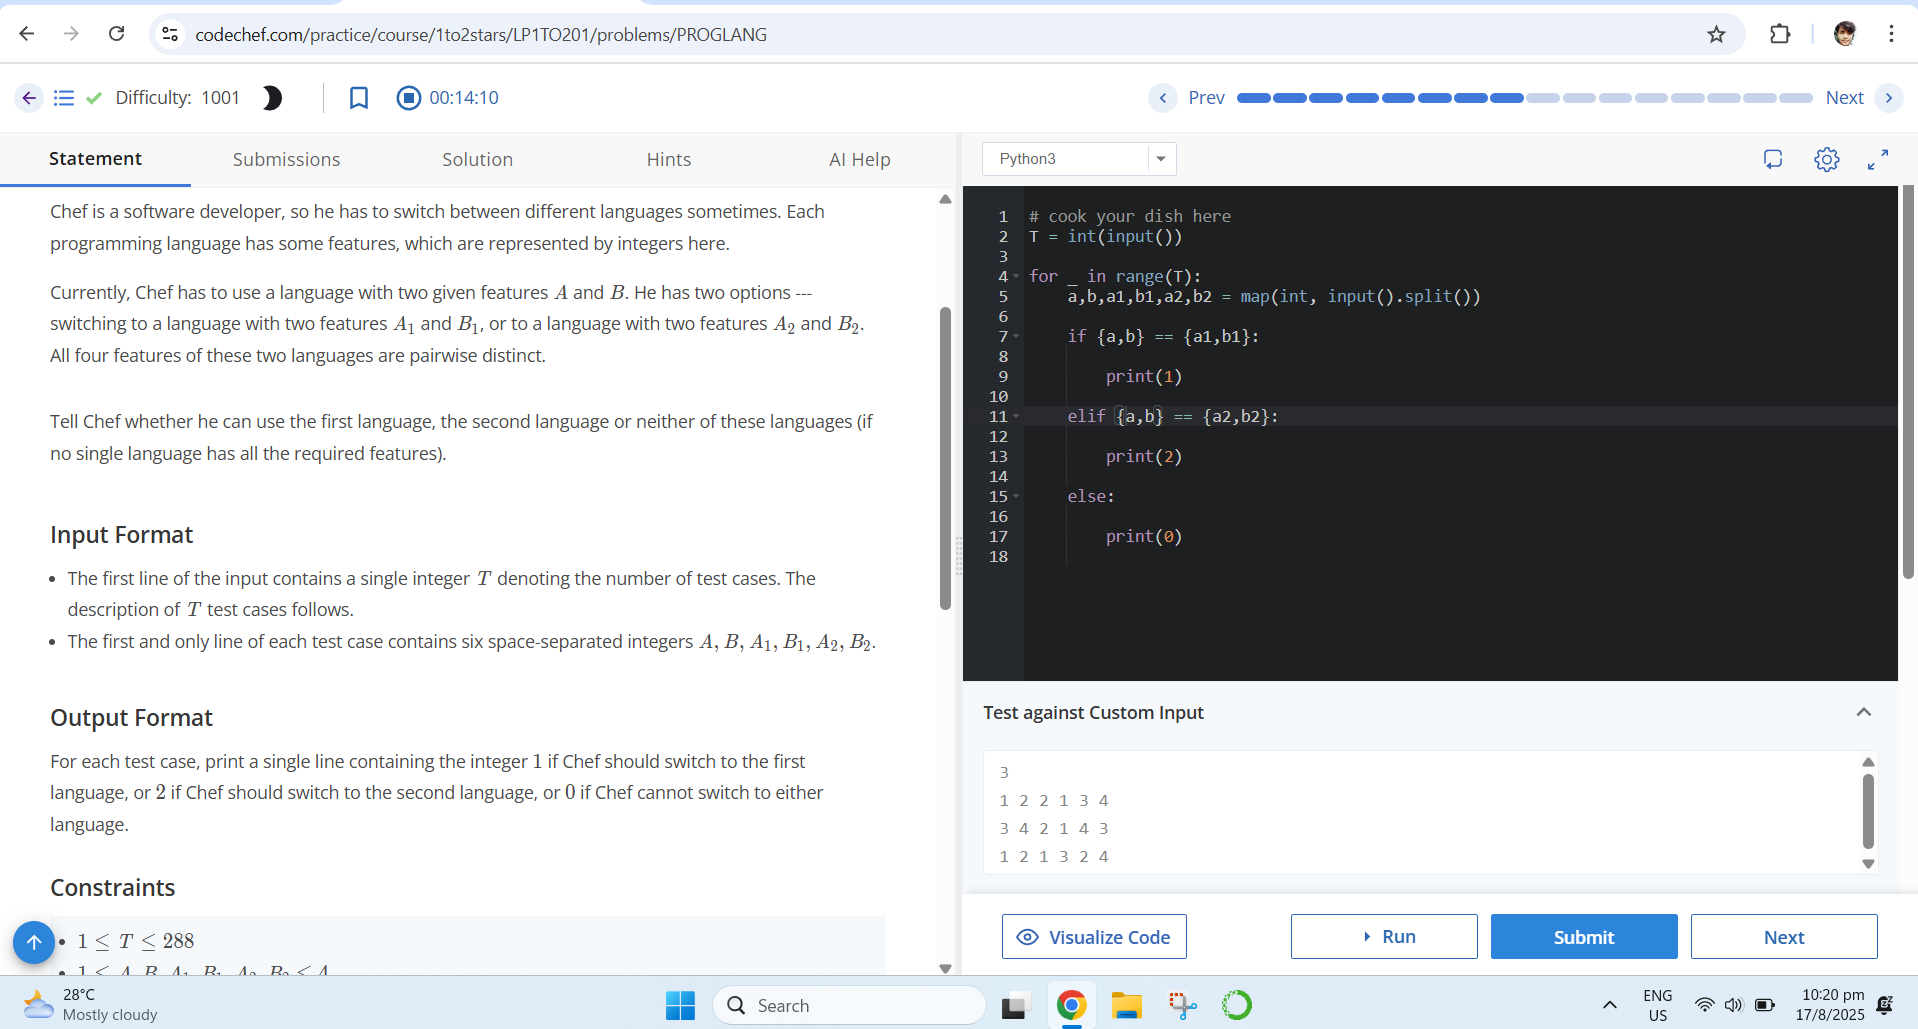 codechef.com/practice/course/1to2stars/LP1TO201/problems/PROGLANG
Difficulty: 1001
00:14:10
Prev
Next
Statement
Submissions
Solution
Hints
AI Help
Chef is a software developer, so he has to switch between different languages sometimes. Each
programming language has some features, which are represented by integers here.
Currently, Chef has to use a language with two given features A and B. He has two options ---
switching to a language with two features A₁ and B₁, or to a language with two features A₂ and B₂.
All four features of these two languages are pairwise distinct.
Tell Chef whether he can use the first language, the second language or neither of these languages (if
no single language has all the required features).
Input Format
• The first line of the input contains a single integer T denoting the number of test cases. The
description of T test cases follows.
• The first and only line of each test case contains six space-separated integers A, B, A₁, B₁, A₂, B₂.
Output Format
For each test case, print a single line containing the integer 1 if Chef should switch to the first
language, or 2 if Chef should switch to the second language, or 0 if Chef cannot switch to either
language.
Constraints
• 1 ≤ T ≤ 288
• 1 ≤ A, B, A₁, B₁, A₂, B₂ ≤ 4
Python3
1 # cook your dish here
2 T = int(input())
3
4 for _ in range(T):
5     a,b,a1,b1,a2,b2 = map(int, input().split())
6
7     if {a,b} == {a1,b1}:
8
9         print(1)
10
11     elif {a,b} == {a2,b2}:
12
13         print(2)
14
15     else:
16
17         print(0)
18
Test against Custom Input
3
1 2 2 1 3 4
3 4 2 1 4 3
1 2 1 3 2 4
Visualize Code
Run
Submit
Next
28°C
Mostly cloudy
Search
ENG
US
10:20 pm
17/8/2025